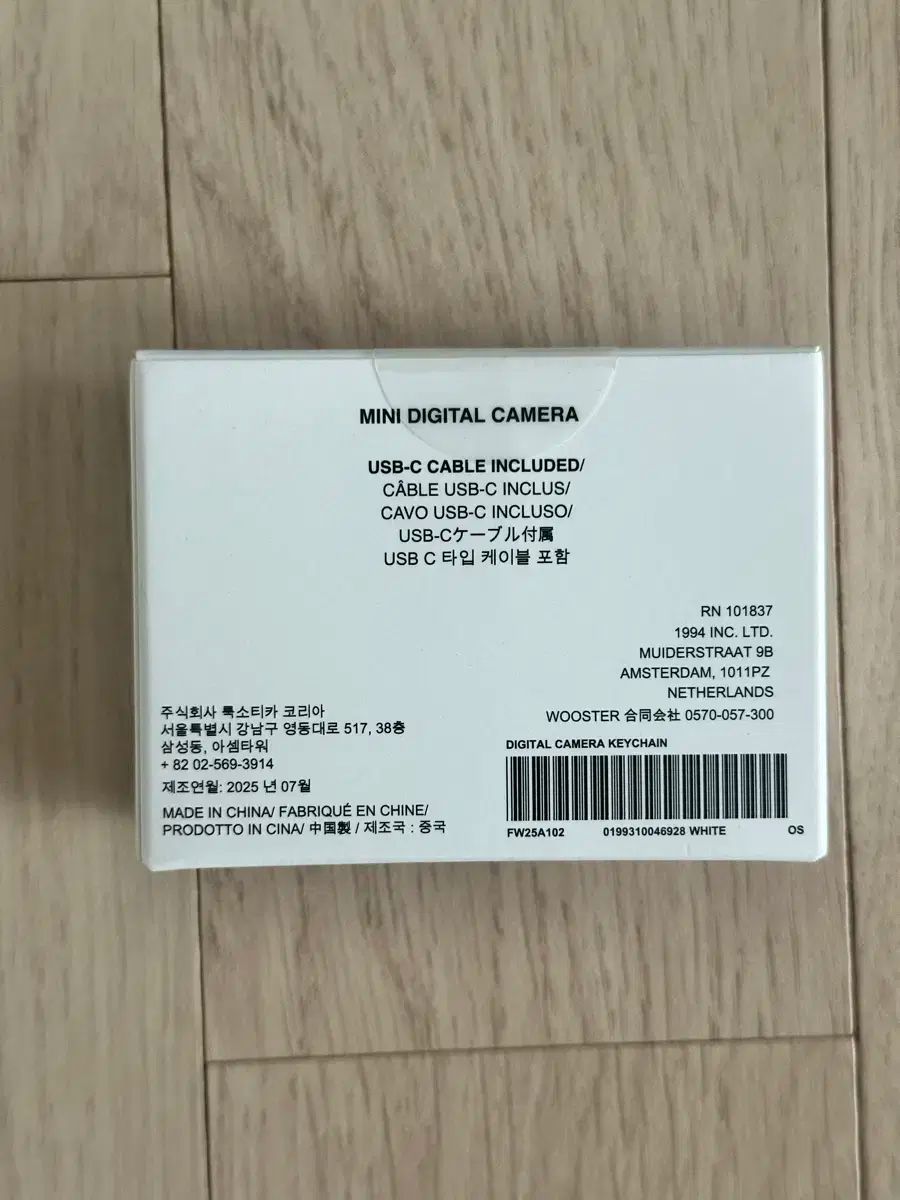 MINI DIGITAL CAMERA
USB-C CABLE INCLUDED/
CÂBLE USB-C INCLUS/
CAVO USB-C INCLUSO/
USB-Cケーブル付属
USB C 타입 케이블 포함
RN 101837
1994 INC. LTD.
MUIDERSTRAAT 9B
AMSTERDAM, 1011PZ
NETHERLANDS
WOOSTER 合同会社 0570-057-300
주식회사 룩소티카 코리아
서울특별시 강남구 영동대로 517, 38층
삼성동, 아셈타워
+ 82 02-569-3914
제조연월: 2025 년 07월
MADE IN CHINA/ FABRIQUÉ EN CHINE/
PRODOTTO IN CINA/ 中国製 / 제조국 : 중국
DIGITAL CAMERA KEYCHAIN
FW25A102 0199310046928 WHITE OS